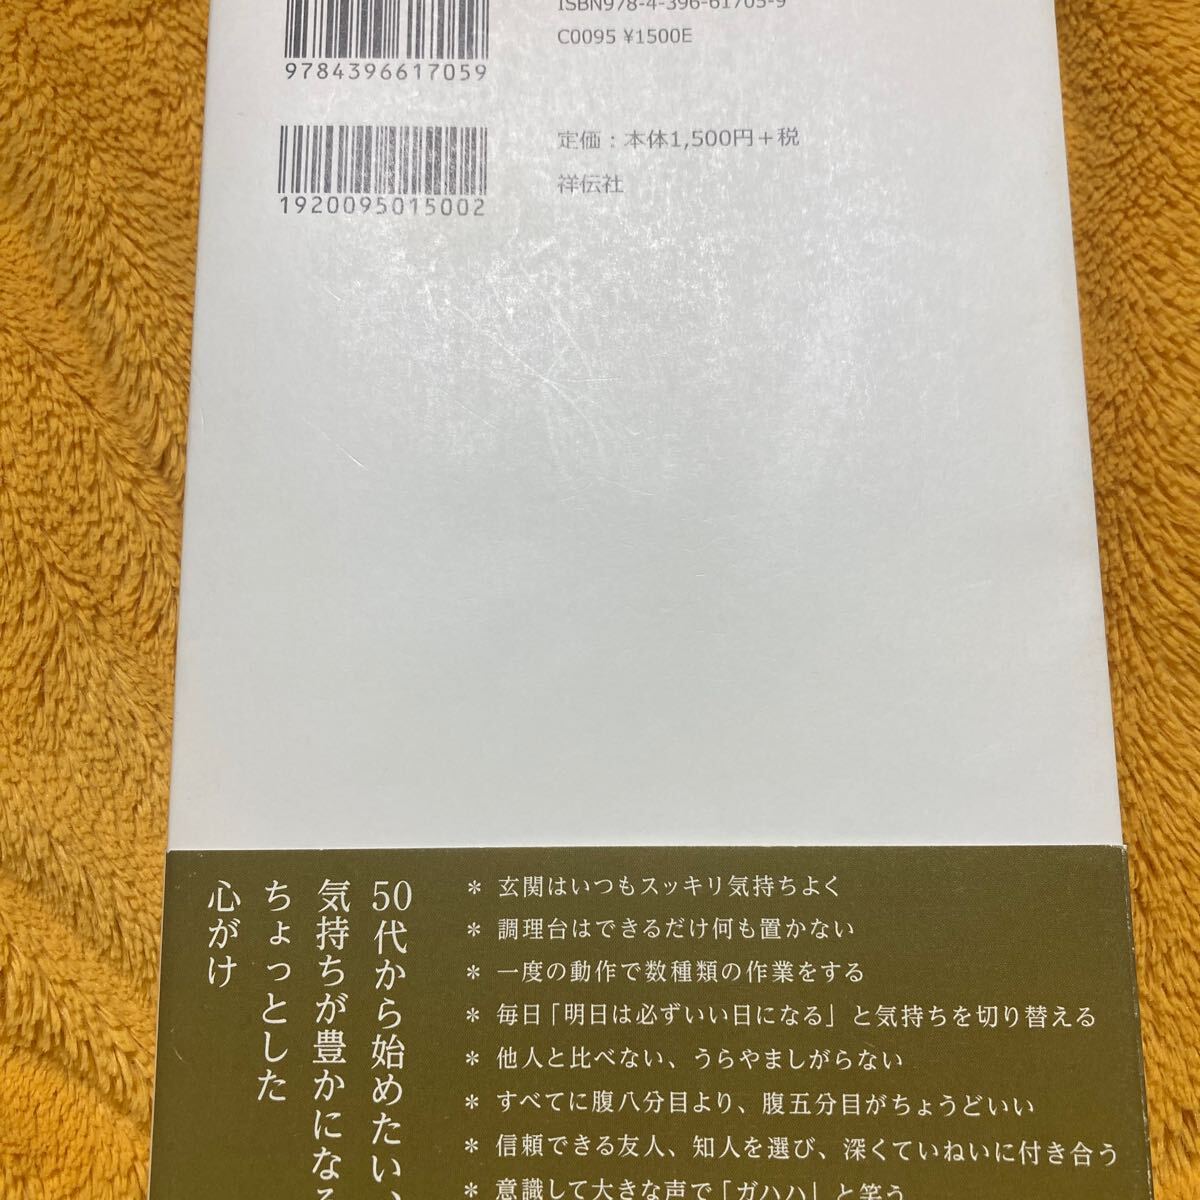 ISBN978-4-396-61705-9
C0095 ¥1500E
9784396617059
定価：本体1,500円＋税
祥伝社
1920095015002
50代から始めたい、
気持ちが豊かになる
ちょっとした
心がけ
＊ 玄関はいつもスッキリ気持ちよく
＊ 調理台はできるだけ何も置かない
＊ 一度の動作で数種類の作業をする
＊ 毎日「明日は必ずいい日になる」と気持ちを切り替える
＊ 他人と比べない、うらやましがらない
＊ すべてに腹八分目より、腹五分目がちょうどいい
＊ 信頼できる友人、知人を選び、深くていねいに付き合う
＊ 意識して大きな声で「ガハハ」と笑う